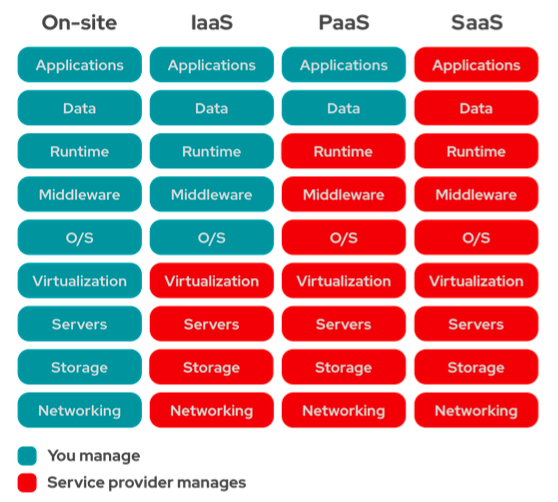 On-site IaaS PaaS SaaS
Applications Applications Applications Applications
Data Data Data Data
Runtime Runtime Runtime Runtime
Middleware Middleware Middleware Middleware
O/S O/S O/S O/S
Virtualization Virtualization Virtualization Virtualization
Servers Servers Servers Servers
Storage Storage Storage Storage
Networking Networking Networking Networking
You manage
Service provider manages